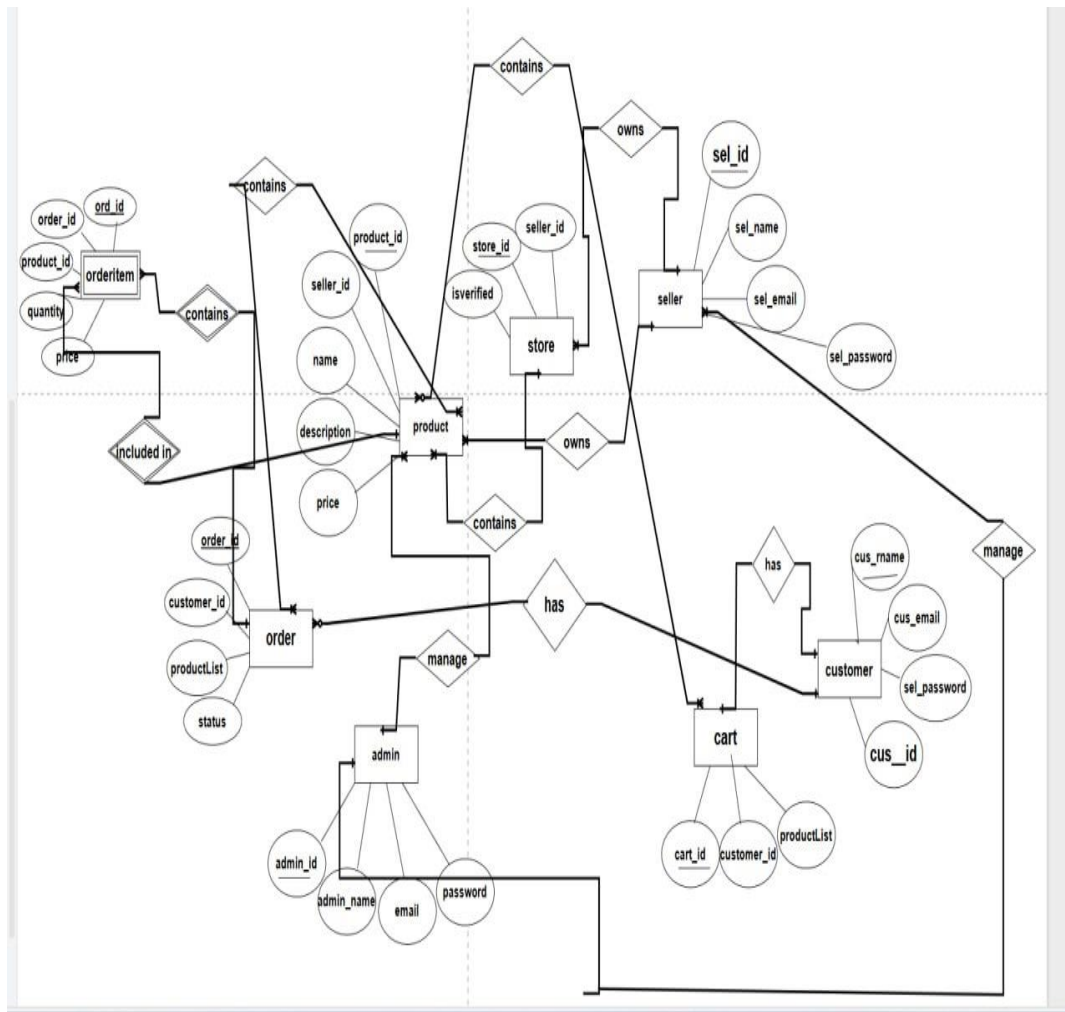 contains
owns
sel_id
sel_name
sel_email
sel_password
seller
contains
ord_id
order_id
product_id
orderitem
quantity
price
contains
included in
product_id
seller_id
name
description
price
product
store_id
seller_id
isverified
store
owns
contains
order_id
customer_id
productList
status
order
has
manage
has
manage
cus_rname
cus_email
sel_password
cus__id
customer
cart
cart_id
customer_id
productList
admin
admin_id
admin_name
email
password